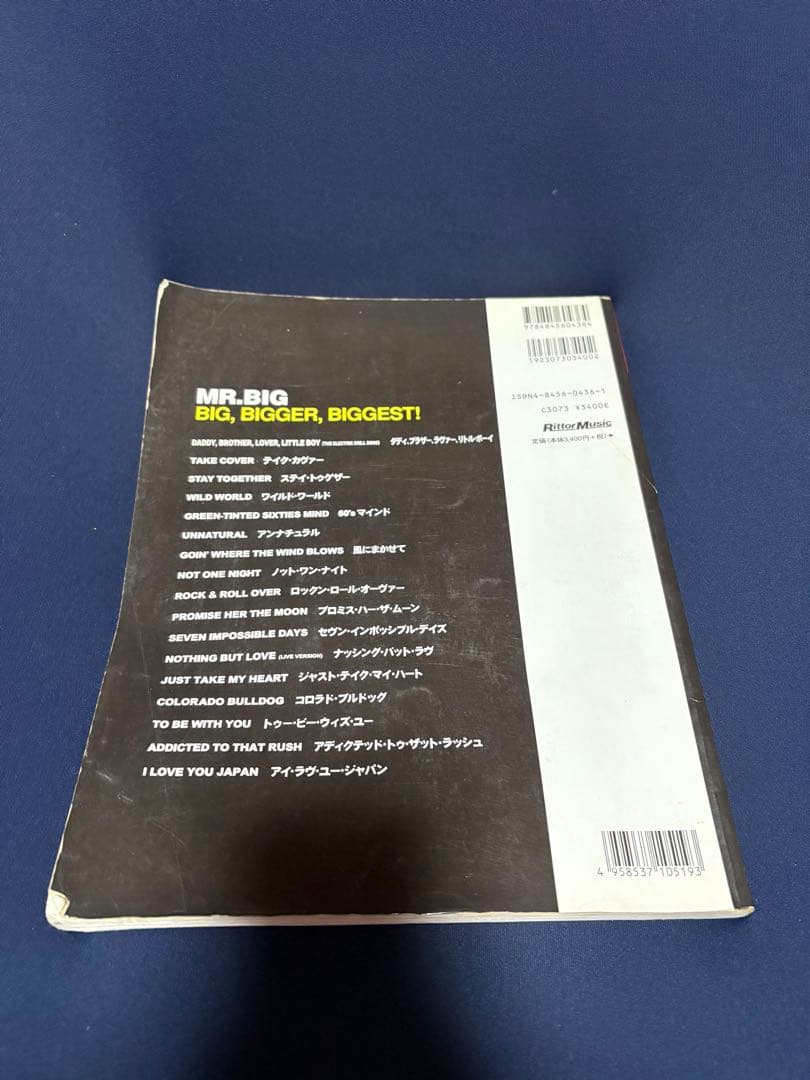 9784845604364
1923073034002
ISBN4-8456-0436-1
C3073 ¥3400E
Rittor Music
定価(本体3,400円+税)★
MR.BIG
BIG, BIGGER, BIGGEST!
DADDY, BROTHER, LOVER, LITTLE BOY (THE ELECTRIC DRILL SONG) ダディ,ブラザー,ラヴァー,リトル・ボーイ
TAKE COVER テイク・カヴァー
STAY TOGETHER ステイ・トゥゲザー
WILD WORLD ワイルド・ワールド
GREEN-TINTED SIXTIES MIND 60'sマインド
UNNATURAL アンナチュラル
GOIN' WHERE THE WIND BLOWS 風にまかせて
NOT ONE NIGHT ノット・ワン・ナイト
ROCK & ROLL OVER ロックン・ロール・オーヴァー
PROMISE HER THE MOON プロミス・ハー・ザ・ムーン
SEVEN IMPOSSIBLE DAYS セヴン・インポッシブル・デイズ
NOTHING BUT LOVE (LIVE VERSION) ナッシング・バット・ラヴ
JUST TAKE MY HEART ジャスト・テイク・マイ・ハート
COLORADO BULLDOG コロラド・ブルドッグ
TO BE WITH YOU トゥー・ビー・ウィズ・ユー
ADDICTED TO THAT RUSH アディクテッド・トゥ・ザット・ラッシュ
I LOVE YOU JAPAN アイ・ラヴ・ユー・ジャパン
4 958537 105193